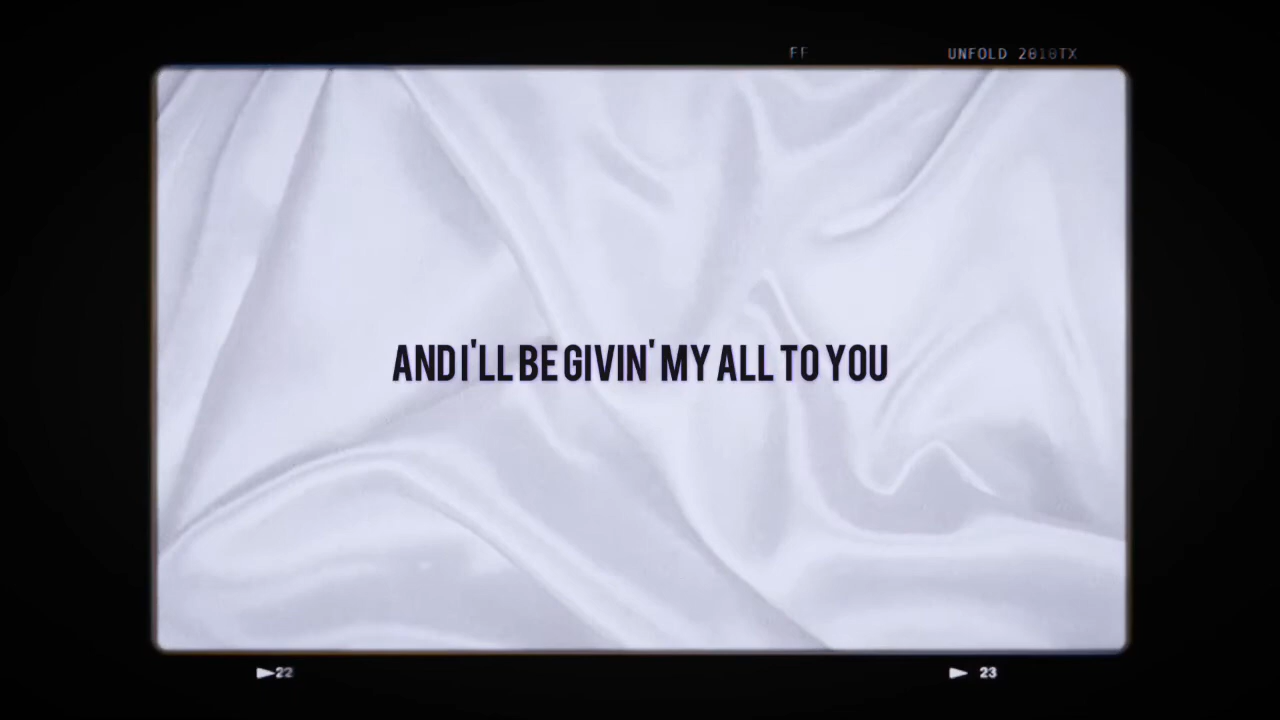 FF UNFOLD 2018TX
AND I'LL BE GIVIN' MY ALL TO YOU
▶22 ▶ 23